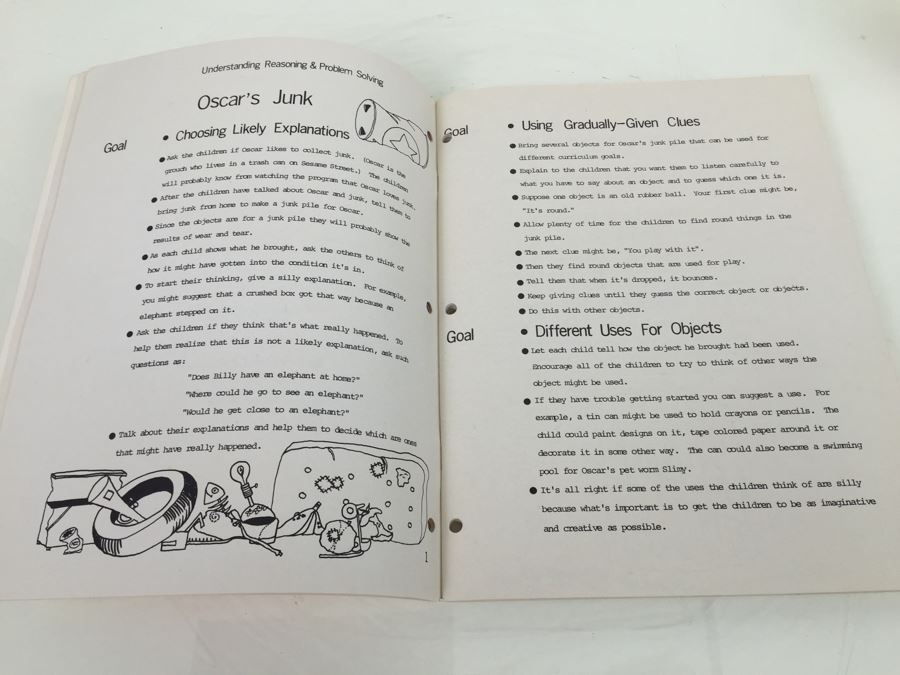 Understanding Reasoning & Problem Solving
Oscar's Junk
Goal
• Choosing Likely Explanations
● Ask the children if Oscar likes to collect junk. (Oscar is the
grouch who lives in a trash can on Sesame Street.) The children
will probably know from watching the program that Oscar loves junk.
● After the children have talked about Oscar and junk, tell them to
bring junk from home to make a junk pile for Oscar.
● Since the objects are for a junk pile they will probably show the
results of wear and tear.
● As each child shows what he brought, ask the others to think of
how it might have gotten into the condition it's in.
● To start their thinking, give a silly explanation. For example,
you might suggest that a crushed box got that way because an
elephant stepped on it.
● Ask the children if they think that's what really happened. To
help them realize that this is not a likely explanation, ask such
questions as:
"Does Billy have an elephant at home?"
"Where could he go to see an elephant?"
"Would he get close to an elephant?"
● Talk about their explanations and help them to decide which are ones
that might have really happened.
1
Goal
• Using Gradually-Given Clues
● Bring several objects for Oscar's junk pile that can be used for
different curriculum goals.
● Explain to the children that you want them to listen carefully to
what you have to say about an object and to guess which one it is.
● Suppose one object is an old rubber ball. Your first clue might be,
"It's round."
● Allow plenty of time for the children to find round things in the
junk pile.
● The next clue might be, "You play with it".
● Then they find round objects that are used for play.
● Tell them that when it's dropped, it bounces.
● Keep giving clues until they guess the correct object or objects.
● Do this with other objects.
Goal
• Different Uses For Objects
● Let each child tell how the object he brought had been used.
Encourage all of the children to try to think of other ways the
object might be used.
● If they have trouble getting started you can suggest a use. For
example, a tin can might be used to hold crayons or pencils. The
child could paint designs on it, tape colored paper around it or
decorate it in some other way. The can could also become a swimming
pool for Oscar's pet worm Slimy.
● It's all right if some of the uses the children think of are silly
because what's important is to get the children to be as imaginative
and creative as possible.